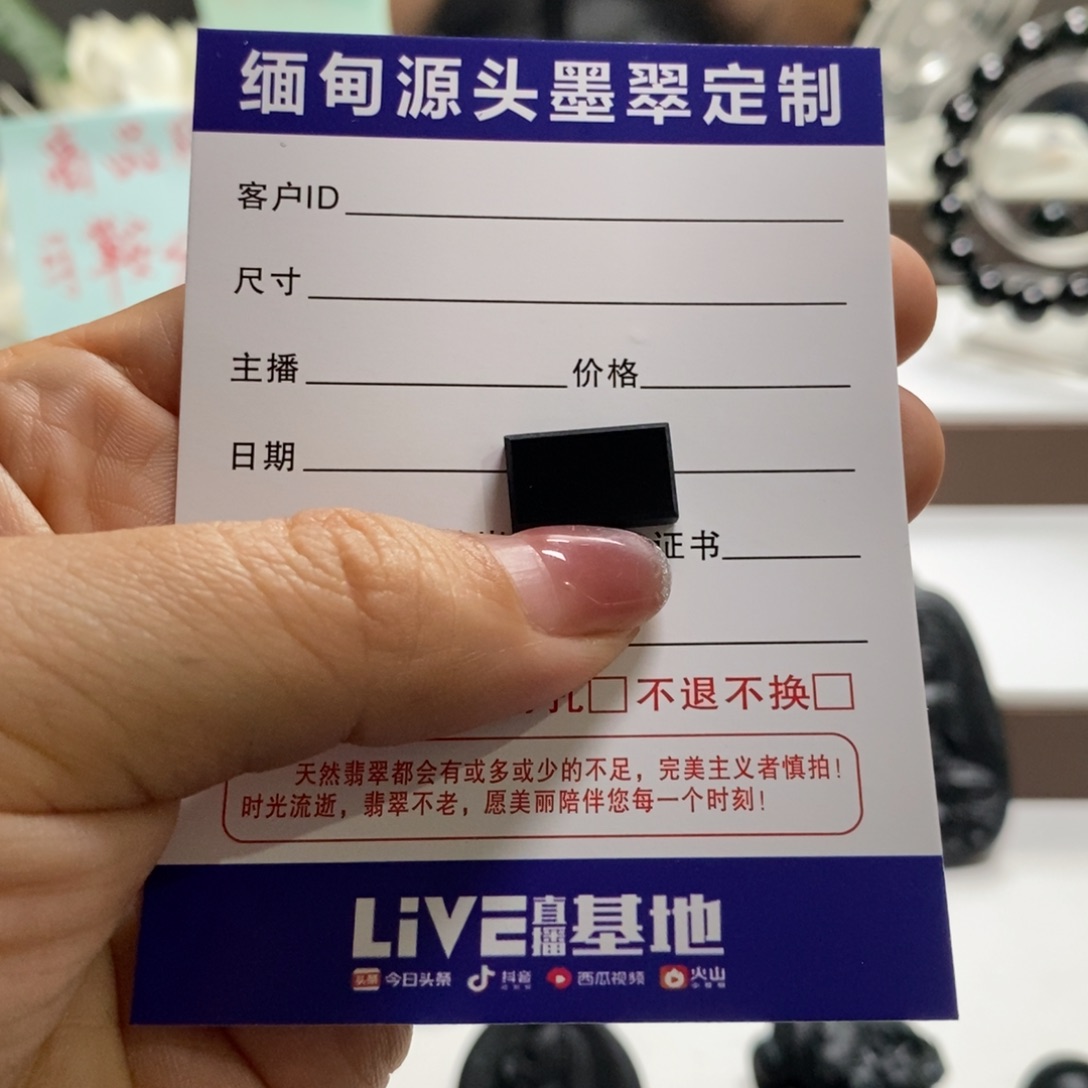 缅甸源头墨翠定制
客户ID
尺寸
主播 价格
日期
证书
孔□不退不换□
天然翡翠都会有或多或少的不足，完美主义者慎拍！
时光流逝，翡翠不老，愿美丽陪伴您每一个时刻！
LiVE直播基地
头条 今日头条 抖音 西瓜视频 火山